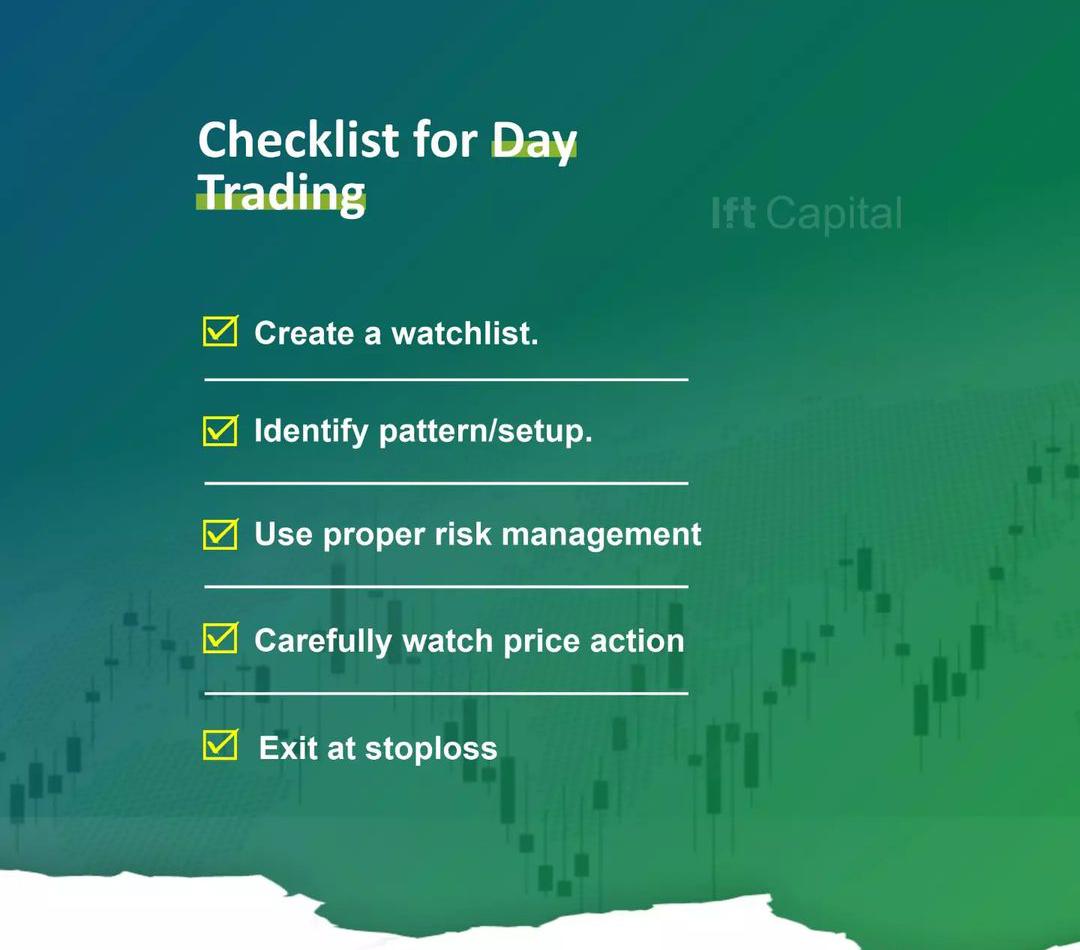 Checklist for Day
Trading
Ift Capital
Create a watchlist.
Identify pattern/setup.
Use proper risk management
Carefully watch price action
Exit at stoploss